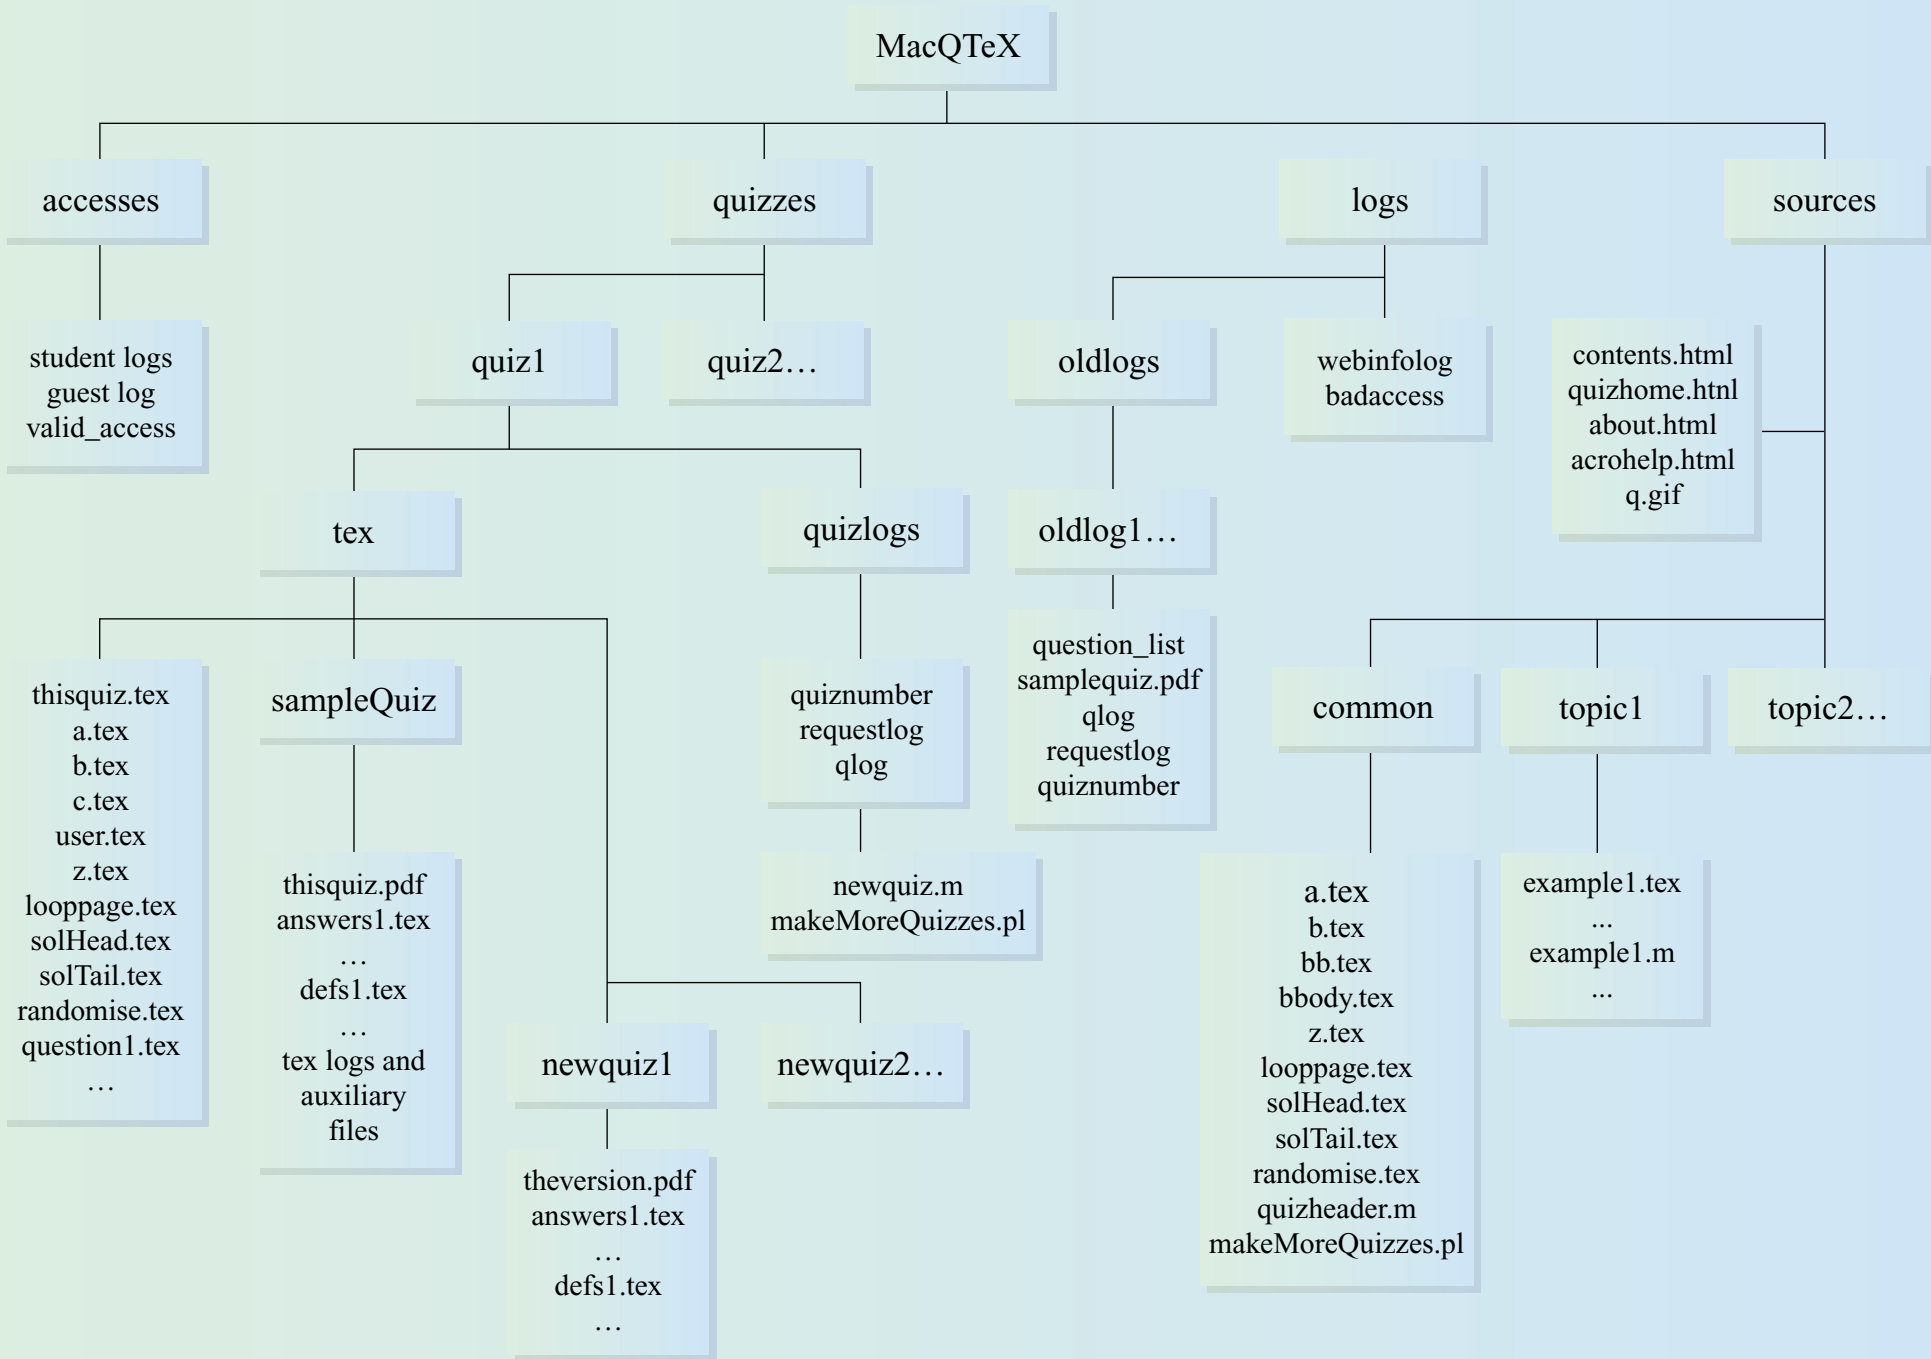 MacQTeX
accesses
quizzes
logs
sources
student logs
guest log
valid_access
quiz1
quiz2…
oldlogs
webinfolog
badaccess
contents.html
quizhome.htnl
about.html
acrohelp.html
q.gif
tex
quizlogs
oldlog1…
thisquiz.tex
a.tex
b.tex
c.tex
user.tex
z.tex
looppage.tex
solHead.tex
solTail.tex
randomise.tex
question1.tex
…
sampleQuiz
thisquiz.pdf
answers1.tex
…
defs1.tex
…
tex logs and
auxiliary
files
newquiz1
theversion.pdf
answers1.tex
…
defs1.tex
…
newquiz2…
quiznumber
requestlog
qlog
newquiz.m
makeMoreQuizzes.pl
question_list
samplequiz.pdf
qlog
requestlog
quiznumber
common
a.tex
b.tex
bb.tex
bbody.tex
z.tex
looppage.tex
solHead.tex
solTail.tex
randomise.tex
quizheader.m
makeMoreQuizzes.pl
topic1
example1.tex
...
example1.m
...
topic2…